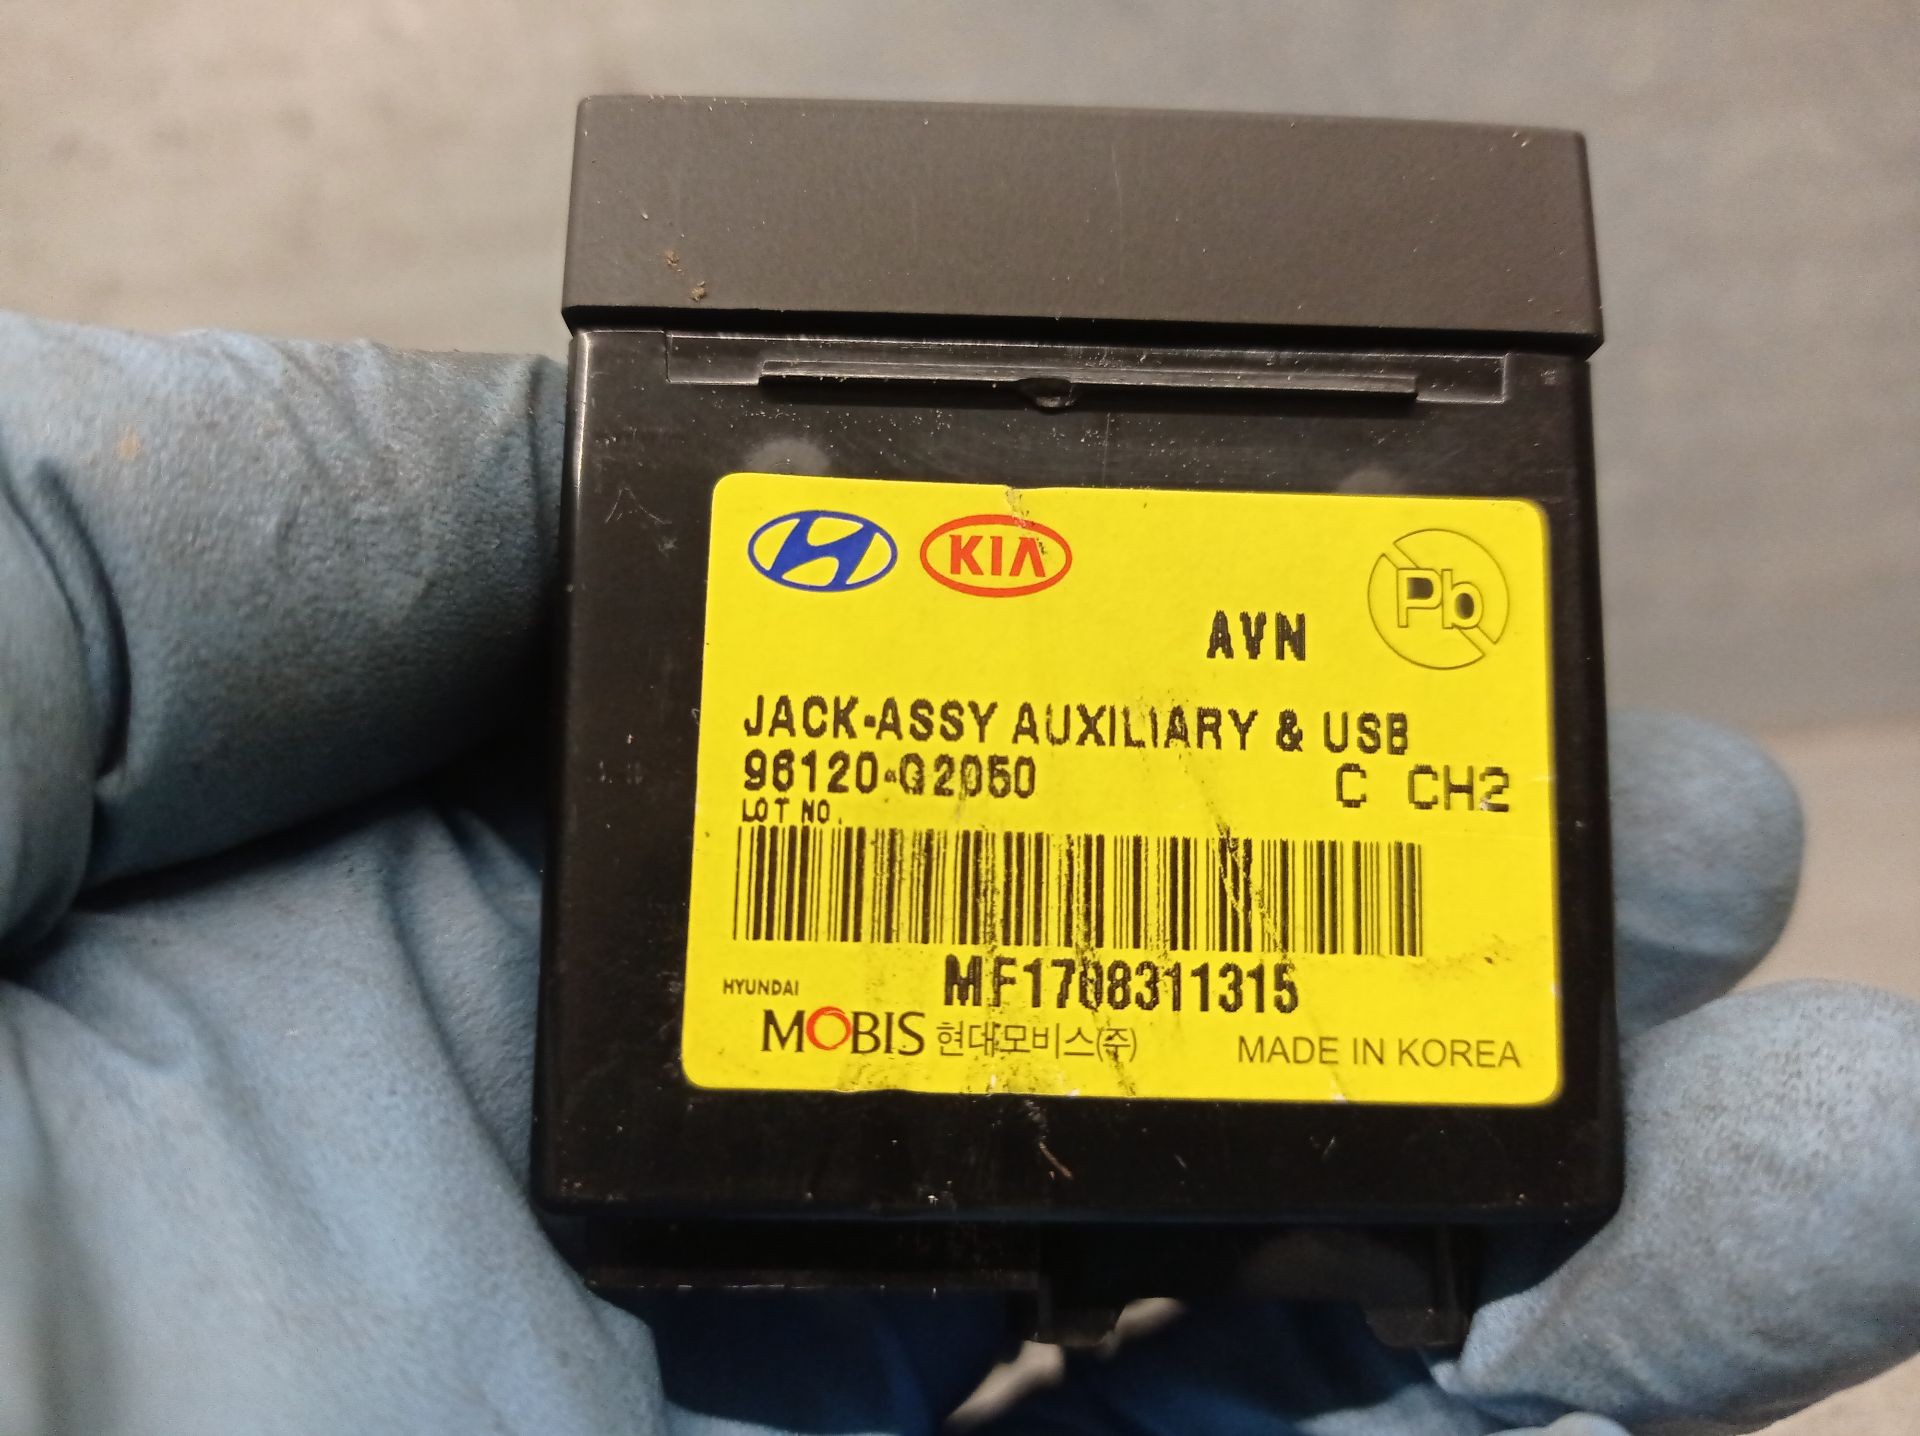 KIA
Pb
AVN
JACK-ASSY AUXILIARY & USB
96120-G2050 C CH2
LOT NO.
MF1708311315
HYUNDAI
MOBIS 현대모비스(주) MADE IN KOREA